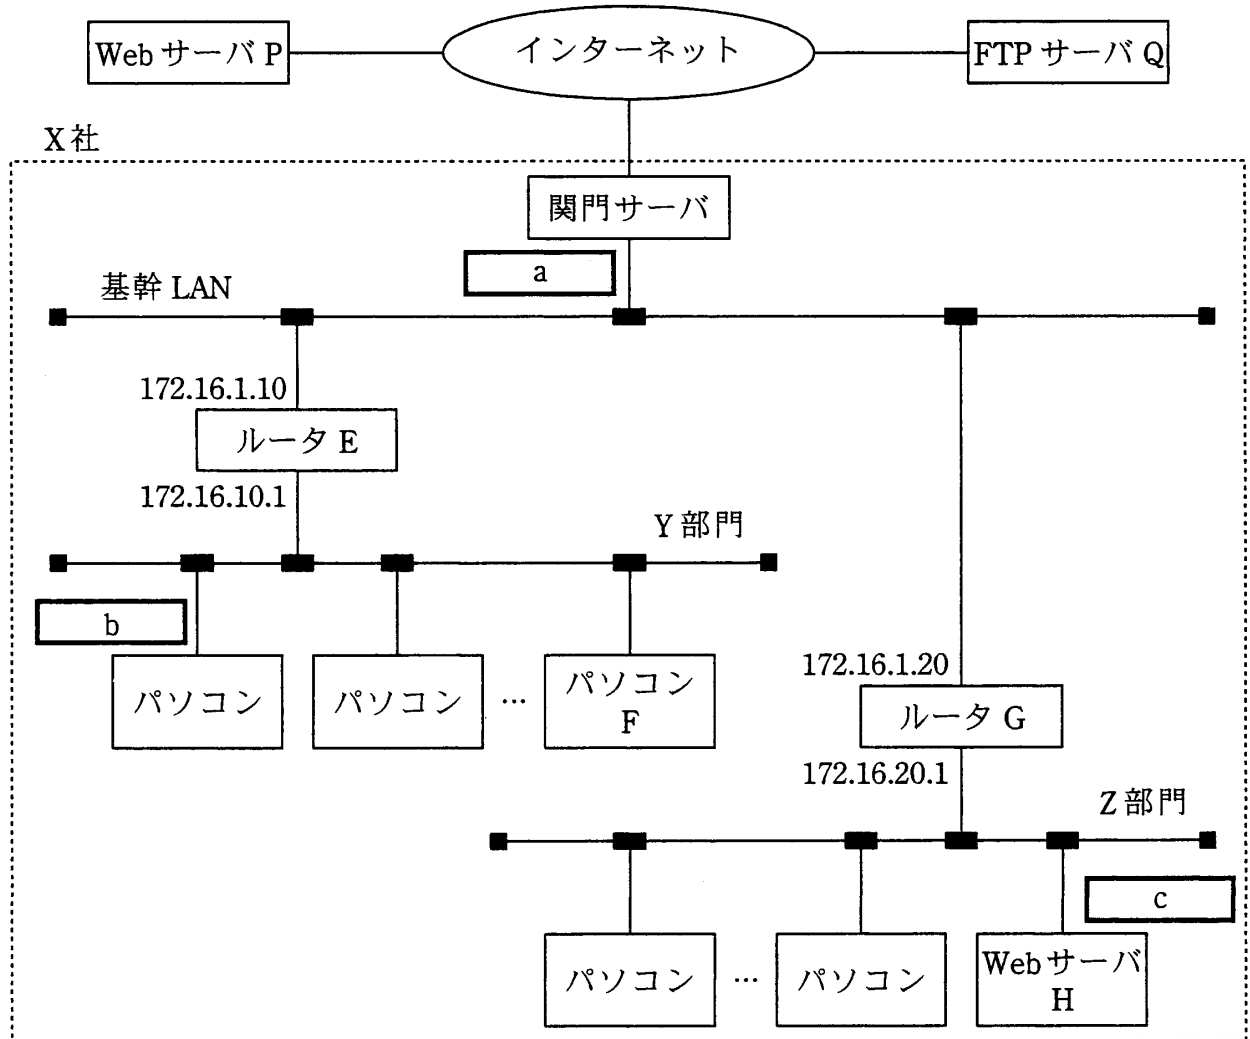 Webサーバ P
インターネット
FTPサーバ Q
X社
関門サーバ
a
基幹 LAN
172.16.1.10
ルータ E
172.16.10.1
Y部門
b
パソコン
パソコン
…
パソコン
F
172.16.1.20
ルータ G
172.16.20.1
Z部門
c
パソコン
…
パソコン
Webサーバ
H